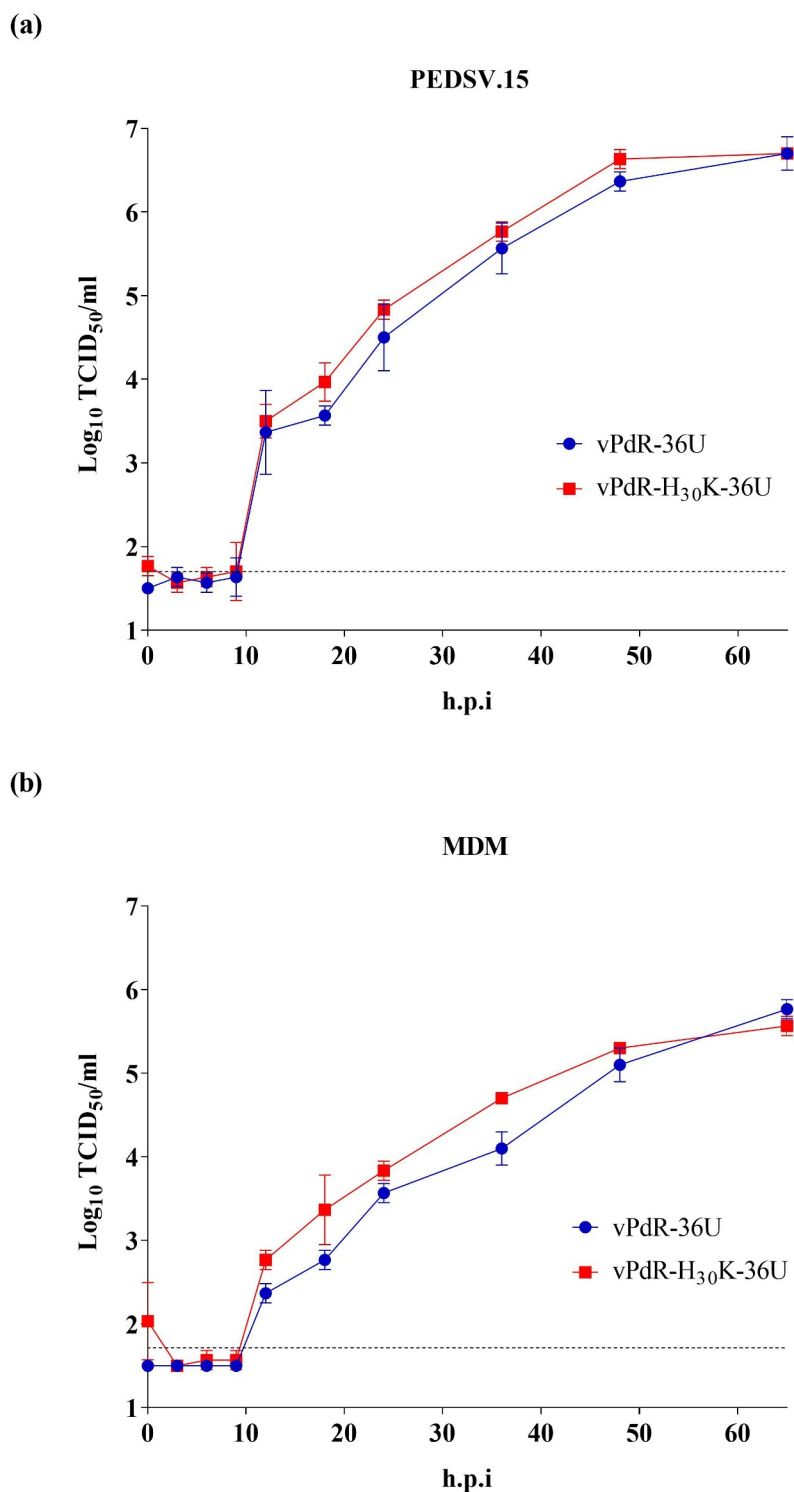 (a)
PEDSV.15
7
6
5
4
3
2
1
Log₁₀ TCID₅₀/ml
vPdR-36U
vPdR-H₃₀K-36U
0 10 20 30 40 50 60
h.p.i
(b)
MDM
7
6
5
4
3
2
1
Log₁₀ TCID₅₀/ml
vPdR-36U
vPdR-H₃₀K-36U
0 10 20 30 40 50 60
h.p.i